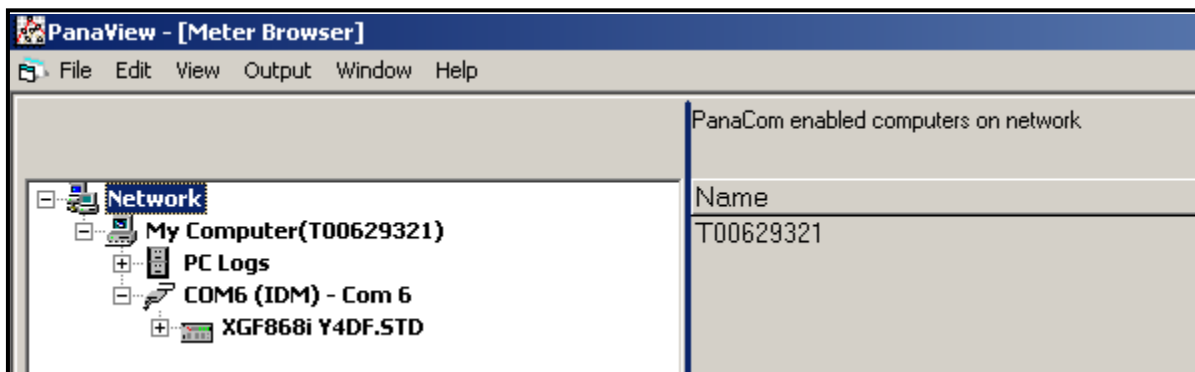 PanaView - [Meter Browser]
File Edit View Output Window Help
PanaCom enabled computers on network
Network
My Computer(T00629321)
PC Logs
COM6 (IDM) - Com 6
XGF868i Y4DF.STD
Name
T00629321